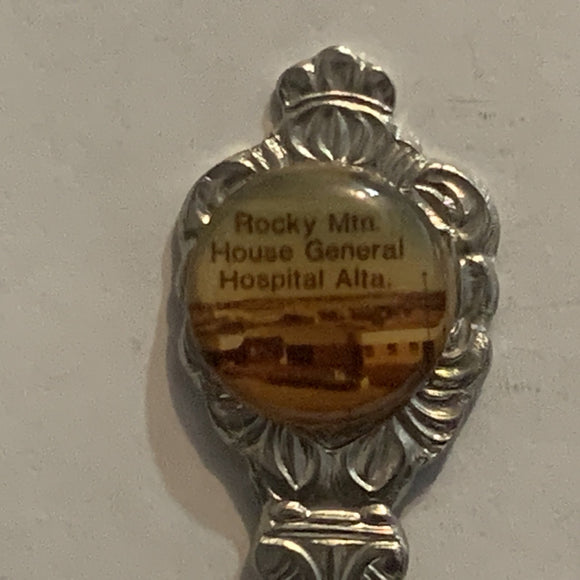 Rocky Mtn.
House General
Hospital Alta.